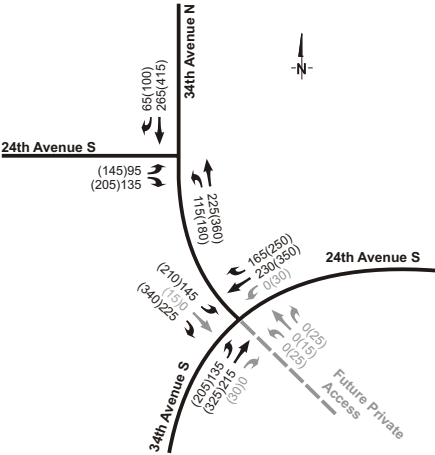 34th Avenue N
65(100)
265(415)
-N-
24th Avenue S
(145)95
(205)135
225(360)
115(180)
165(250)
230(350)
0(30)
24th Avenue S
(210)145
(15)0
(340)225
0(25)
0(15)
0(25)
(205)135
(325)215
(30)0
Future Private
Access
34th Avenue S